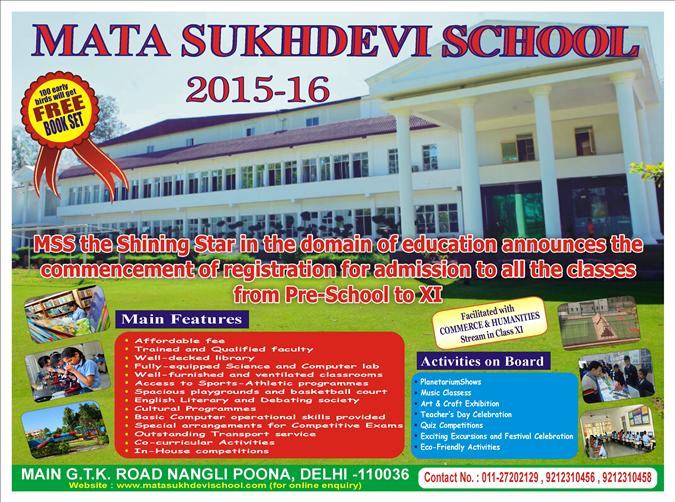 MATA SUKHDEVI SCHOOL
2015-16
100 early
birds will get
FREE
BOOK SET
MSS the Shining Star in the domain of education announces the
commencement of registration for admission to all the classes
from Pre-School to XI
Facilitated with
COMMERCE & HUMANITIES
Stream in Class XI
Main Features
• Affordable fee
• Trained and Qualified faculty
• Well-decked library
• Fully-equipped Science and Computer lab
• Well-furnished and ventilated classrooms
• Access to Sports-Athletic programmes
• Spacious playgrounds and basketball court
• English Literary and Debating society
• Cultural Programmes
• Basic Computer operational skills provided
• Special arrangements for Competitive Exams
• Outstanding Transport service
• Co-curricular Activities
• In-House competitions
Activities on Board
• PlanetariumShows
• Music Classess
• Art & Craft Exhibition
• Teacher's Day Celebration
• Quiz Competitions
• Exciting Excursions and Festival Celebration
• Eco-Friendly Activities
MAIN G.T.K. ROAD NANGLI POONA, DELHI -110036
Website : www.matasukhdevischool.com (for online enquiry)
Contact No. : 011-27202129 , 9212310456 , 9212310458